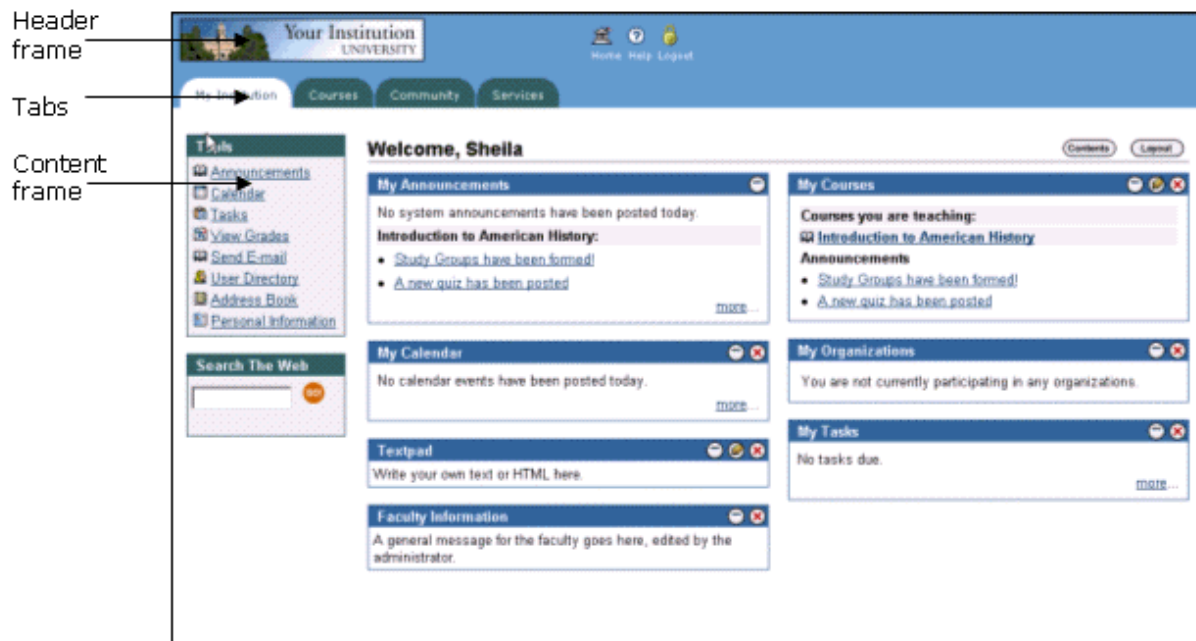 Header
frame
Your Institution
UNIVERSITY
Home Help Logout
Tabs
My Institution Courses Community Services
Content
frame
Tools
Announcements
Calendar
Tasks
View Grades
Send E-mail
User Directory
Address Book
Personal Information
Search The Web
GO!
Welcome, Sheila
Contents Layout
My Announcements
No system announcements have been posted today.
Introduction to American History:
• Study Groups have been formed!
• A new quiz has been posted
more...
My Calendar
No calendar events have been posted today.
more...
Textpad
Write your own text or HTML here.
Faculty Information
A general message for the faculty goes here, edited by the
administrator.
My Courses
Courses you are teaching:
Introduction to American History
Announcements
• Study Groups have been formed!
• A new quiz has been posted
My Organizations
You are not currently participating in any organizations.
My Tasks
No tasks due.
more...